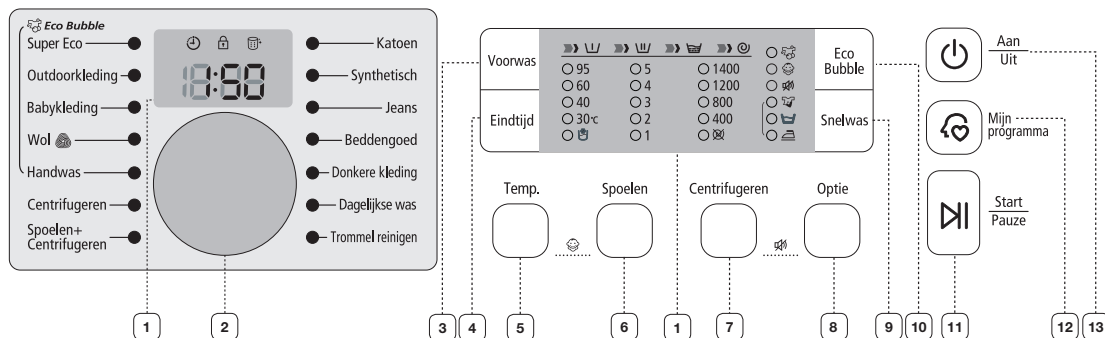 Eco Bubble
Super Eco
Outdoorkleding
Babykleding
Wol
Handwas
Centrifugeren
Spoelen+
Centrifugeren
1:50
Katoen
Synthetisch
Jeans
Beddengoed
Donkere kleding
Dagelijkse was
Trommel reinigen
Voorwas
Eindtijd
95 5 1400
60 4 1200
40 3 800
30°c 2 400
1
Eco
Bubble
Snelwas
Temp.
Spoelen
Centrifugeren
Optie
Aan
Uit
Mijn
programma
Start
Pauze
1 2 3 4 5 6 1 7 8 9 10 11 12 13